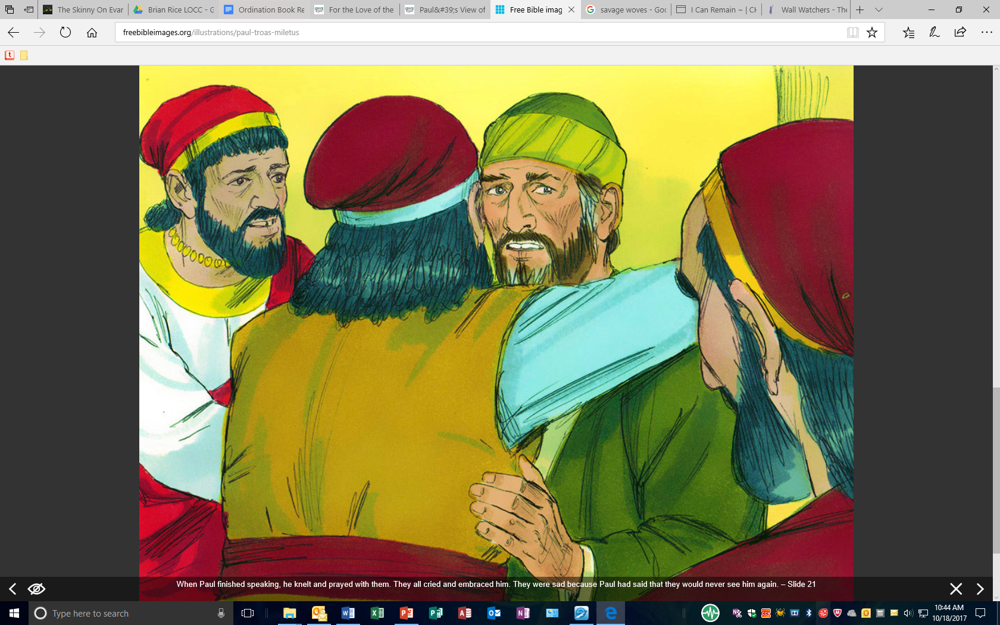 The Skinny On Evar
Brian Rice LOCC - G
Ordination Book Re
For the Love of the
Paul&#39;s View of
Free Bible imag
savage woves - Goo
I Can Remain ~ | CH
Wall Watchers - The
freebibleimages.org/illustrations/paul-troas-miletus
When Paul finished speaking, he knelt and prayed with them. They all cried and embraced him. They were sad because Paul had said that they would never see him again. – Slide 21
Type here to search
10:44 AM
10/18/2017